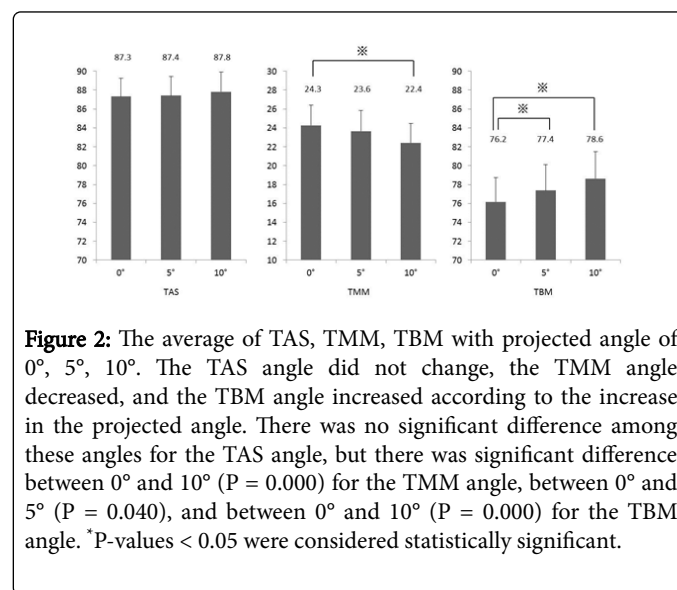 87.3 87.4 87.8
90
88
86
84
82
80
78
76
74
72
70
0° 5° 10°
TAS
※
24.3 23.6 22.4
30
28
26
24
22
20
18
16
14
12
10
0° 5° 10°
TMM
※
※
76.2 77.4 78.6
90
88
86
84
82
80
78
76
74
72
70
0° 5° 10°
TBM
Figure 2: The average of TAS, TMM, TBM with projected angle of
0°, 5°, 10°. The TAS angle did not change, the TMM angle
decreased, and the TBM angle increased according to the increase
in the projected angle. There was no significant difference among
these angles for the TAS angle, but there was significant difference
between 0° and 10° (P = 0.000) for the TMM angle, between 0° and
5° (P = 0.040), and between 0° and 10° (P = 0.000) for the TBM
angle. *P-values < 0.05 were considered statistically significant.